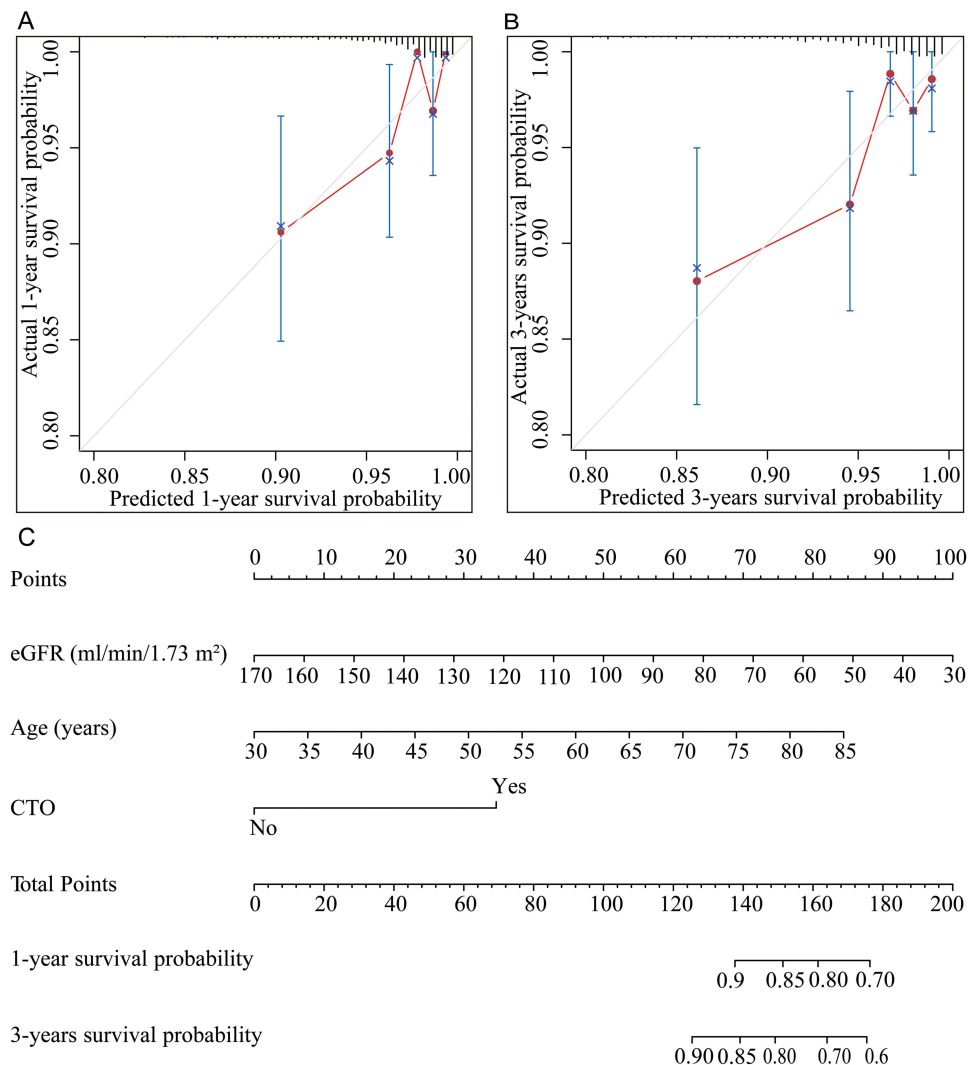 A
Actual 1-year survival probability
1.00
0.95
0.90
0.85
0.80
0.80 0.85 0.90 0.95 1.00
Predicted 1-year survival probability
B
Actual 3-years survival probability
1.00
0.95
0.90
0.85
0.80
0.80 0.85 0.90 0.95 1.00
Predicted 3-years survival probability
C
0 10 20 30 40 50 60 70 80 90 100
Points
eGFR (ml/min/1.73 m²)
170 160 150 140 130 120 110 100 90 80 70 60 50 40 30
Age (years)
30 35 40 45 50 55 60 65 70 75 80 85
Yes
CTO
No
Total Points
0 20 40 60 80 100 120 140 160 180 200
1-year survival probability
0.9 0.85 0.80 0.70
3-years survival probability
0.90 0.85 0.80 0.70 0.6